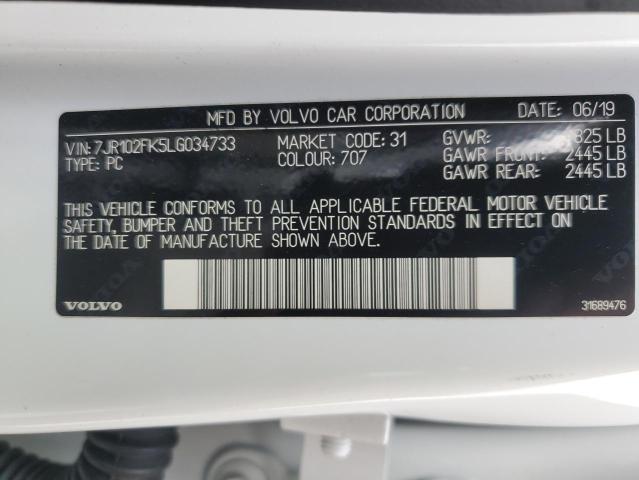 MFD BY VOLVO CAR CORPORATION DATE: 06/19
VIN:7JR102FK5LG034733 MARKET CODE: 31 GVWR: 825 LB
TYPE: PC COLOUR: 707 GAWR FRONT: 2445 LB
GAWR REAR: 2445 LB
THIS VEHICLE CONFORMS TO ALL APPLICABLE FEDERAL MOTOR VEHICLE
SAFETY, BUMPER AND THEFT PREVENTION STANDARDS IN EFFECT ON
THE DATE OF MANUFACTURE SHOWN ABOVE.
VOLVO 31689476